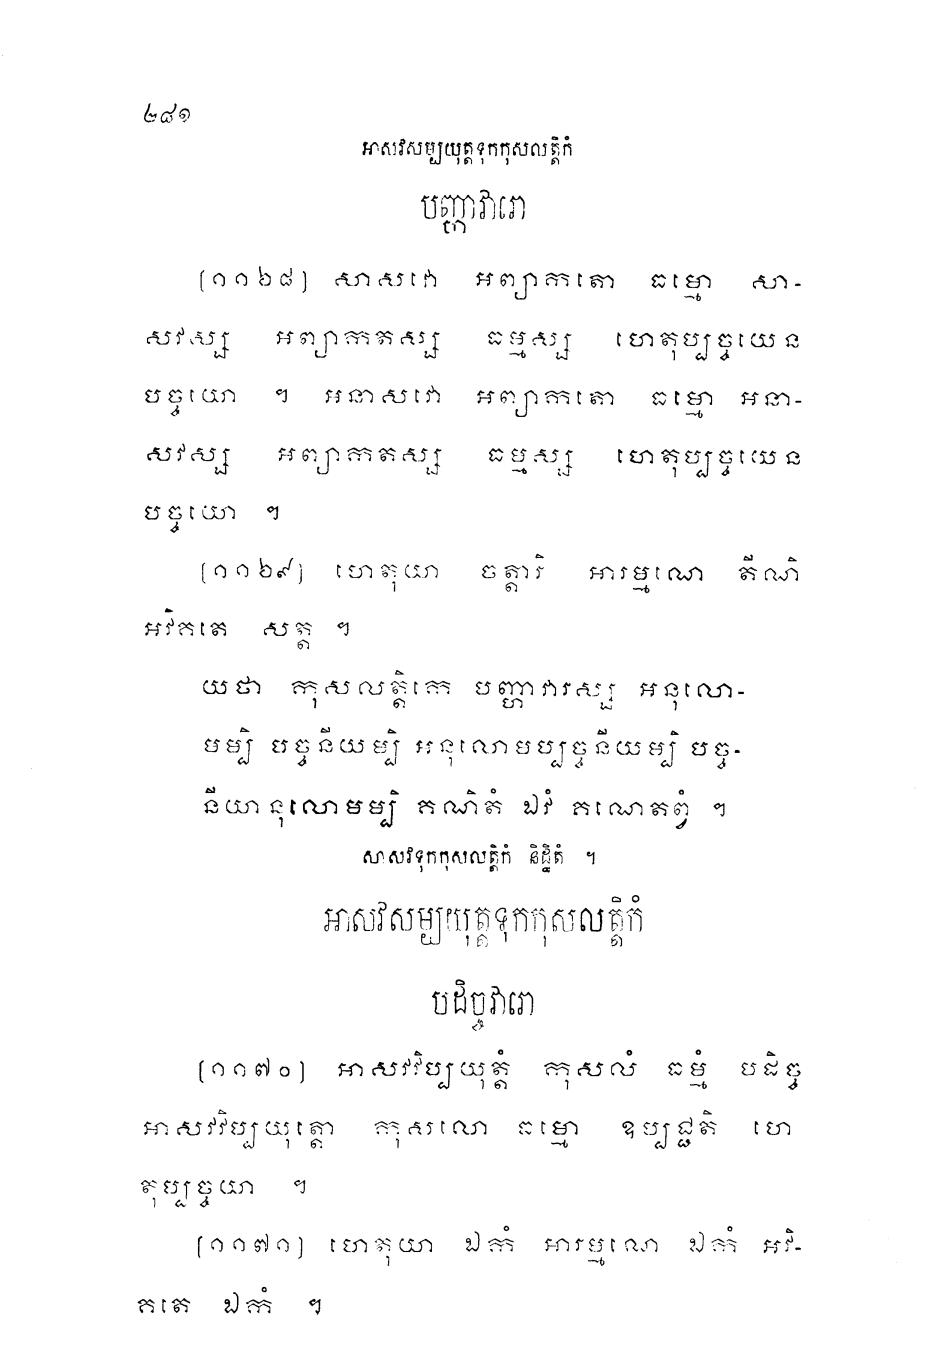 ២៨១
អាសវសម្បយុត្តទុកកុសលត្តិកំ
បញ្ហាវារោ
[១១៦៨] សាសវោ អព្យាកតោ ធម្មោ សា-
សវស្ស អព្យាកតស្ស ធម្មស្ស ហេតុប្បច្ចយេន
បច្ចយោ ។ អនាសវោ អព្យាកតោ ធម្មោ អនា-
សវស្ស អព្យាកតស្ស ធម្មស្ស ហេតុប្បច្ចយេន
បច្ចយោ ។
[១១៦៩] ហេតុយា ចត្តារិ អារម្មណេ តីណិ
អវិគតេ សត្ត ។
យថា កុសលត្តិកេ បញ្ហាវារស្ស អនុលោ-
មម្បិ បច្ចនីយម្បិ អនុលោមប្បច្ចនីយម្បិ បច្ច-
នីយានុលោមម្បិ គណិតំ ឯវំ គណេតព្វំ ។
សាសវទុកកុសលត្តិកំ និដ្ឋិតំ ។
អាសវសម្បយុត្តទុកកុសលត្តិកំ
បដិច្ចវារោ
[១១៧០] អាសវវិប្បយុត្តំ កុសលំ ធម្មំ បដិច្ច
អាសវវិប្បយុត្តោ កុសលោ ធម្មោ ឧប្បជ្ជតិ ហេ
តុប្បច្ចយា ។
[១១៧១] ហេតុយា ឯកំ អារម្មណេ ឯកំ អវិ-
គតេ ឯកំ ។